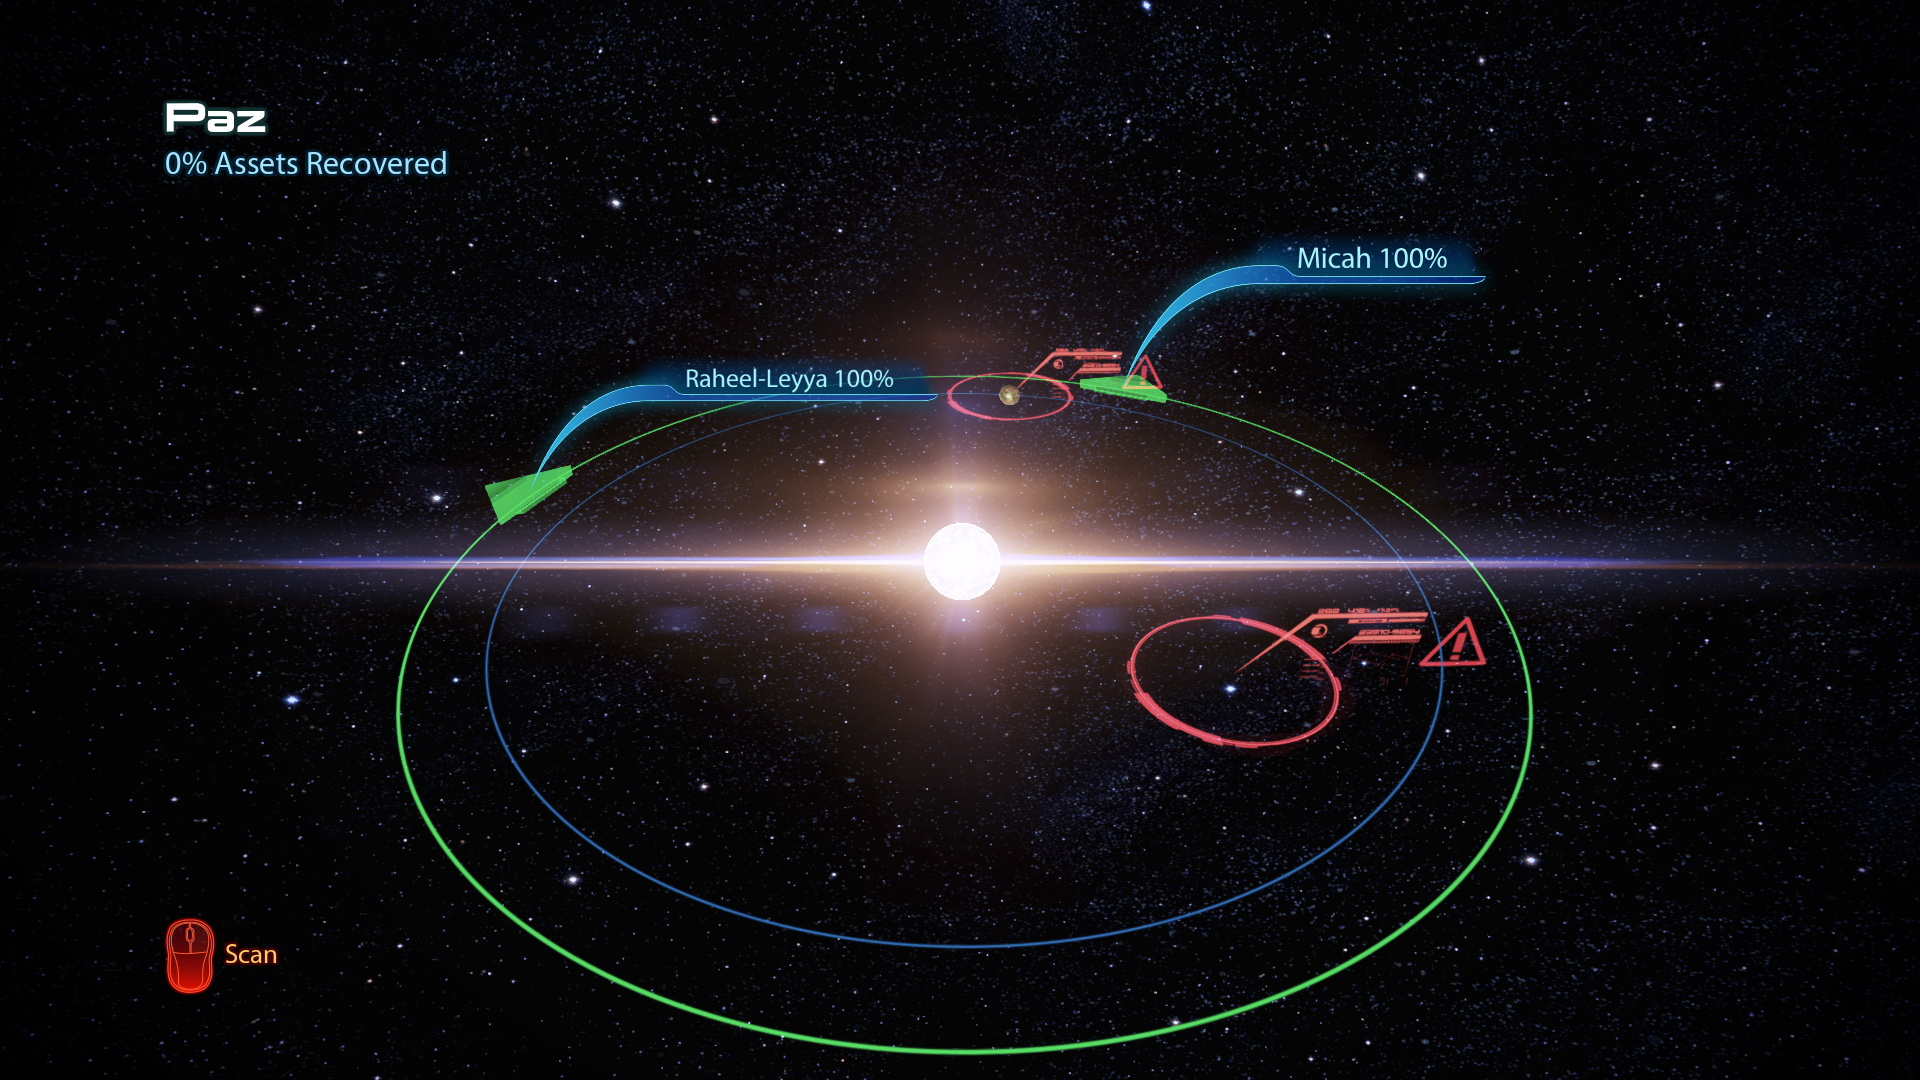 Paz
0% Assets Recovered
Micah 100%
Raheel-Leyya 100%
Scan